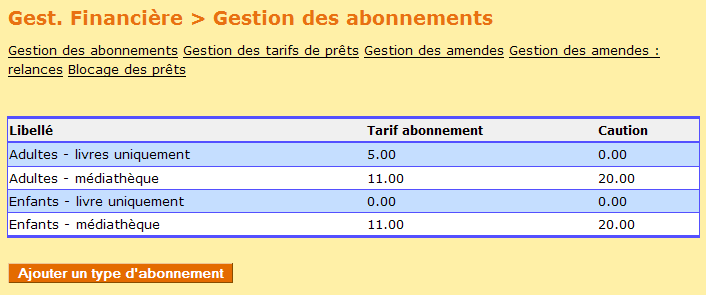 Gest. Financière > Gestion des abonnements
Gestion des abonnements Gestion des tarifs de prêts Gestion des amendes Gestion des amendes :
relances Blocage des prêts
Libellé Tarif abonnement Caution
Adultes - livres uniquement 5.00 0.00
Adultes - médiathèque 11.00 20.00
Enfants - livre uniquement 0.00 0.00
Enfants - médiathèque 11.00 20.00
Ajouter un type d'abonnement